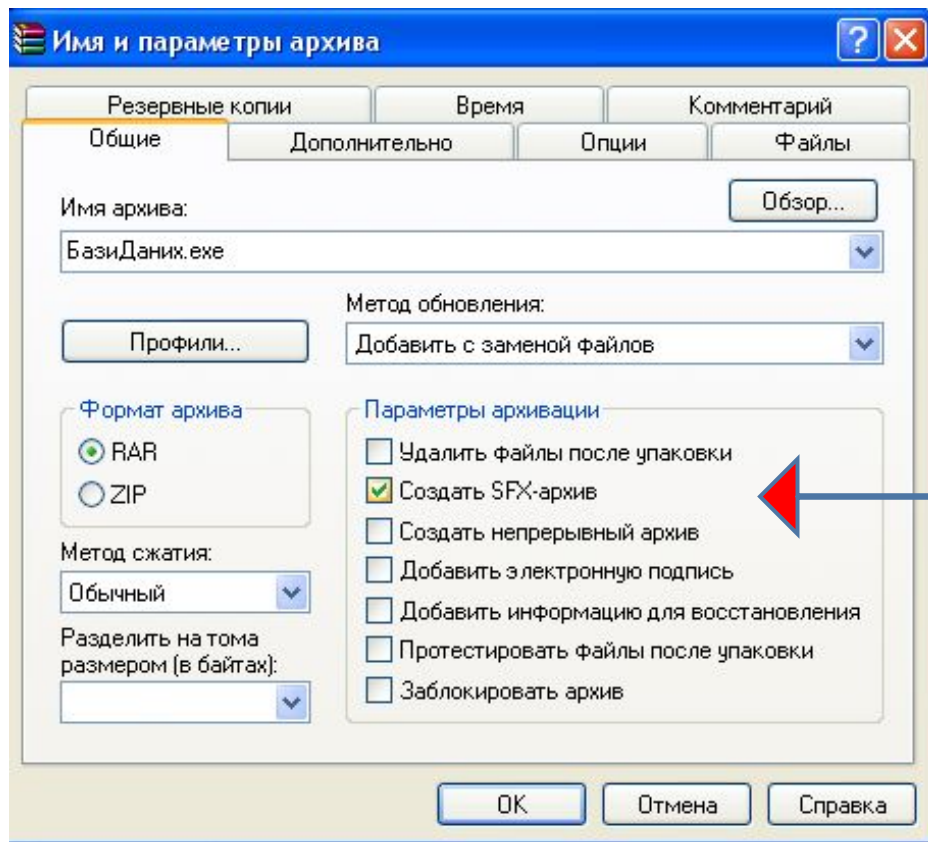 Имя и параметры архива
Резервные копии
Время
Комментарий
Общие
Дополнительно
Опции
Файлы
Имя архива:
Обзор...
БазиДаних.exe
Метод обновления:
Профили...
Добавить с заменой файлов
Формат архива
RAR
ZIP
Метод сжатия:
Обычный
Разделить на тома
размером (в байтах):
Параметры архивации
Удалить файлы после упаковки
Создать SFX-архив
Создать непрерывный архив
Добавить электронную подпись
Добавить информацию для восстановления
Протестировать файлы после упаковки
Заблокировать архив
OK
Отмена
Справка